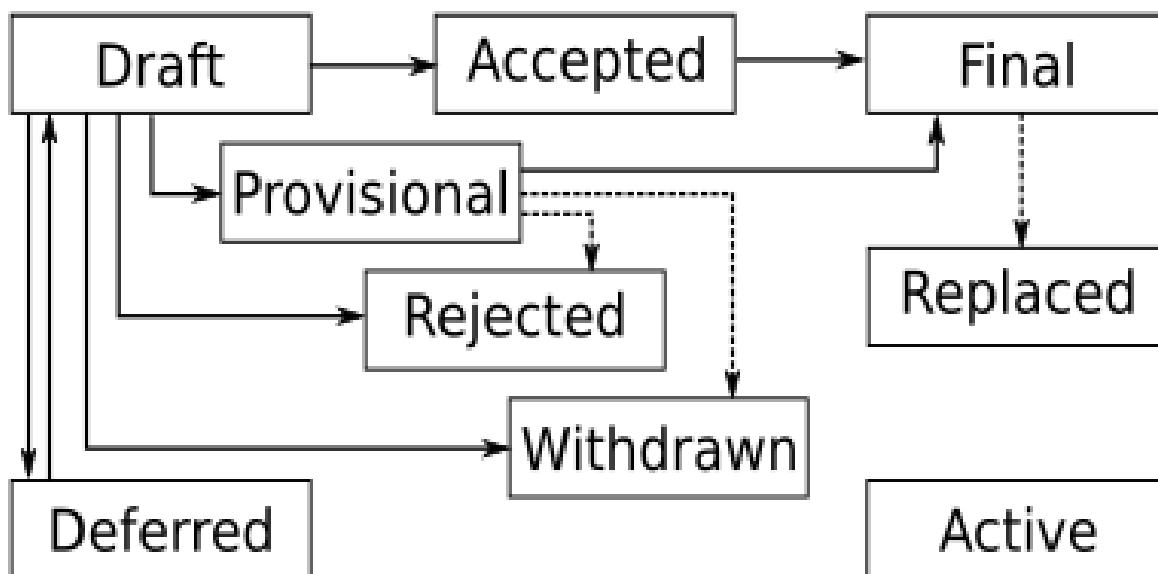 Draft
Accepted
Final
Provisional
Rejected
Replaced
Withdrawn
Deferred
Active